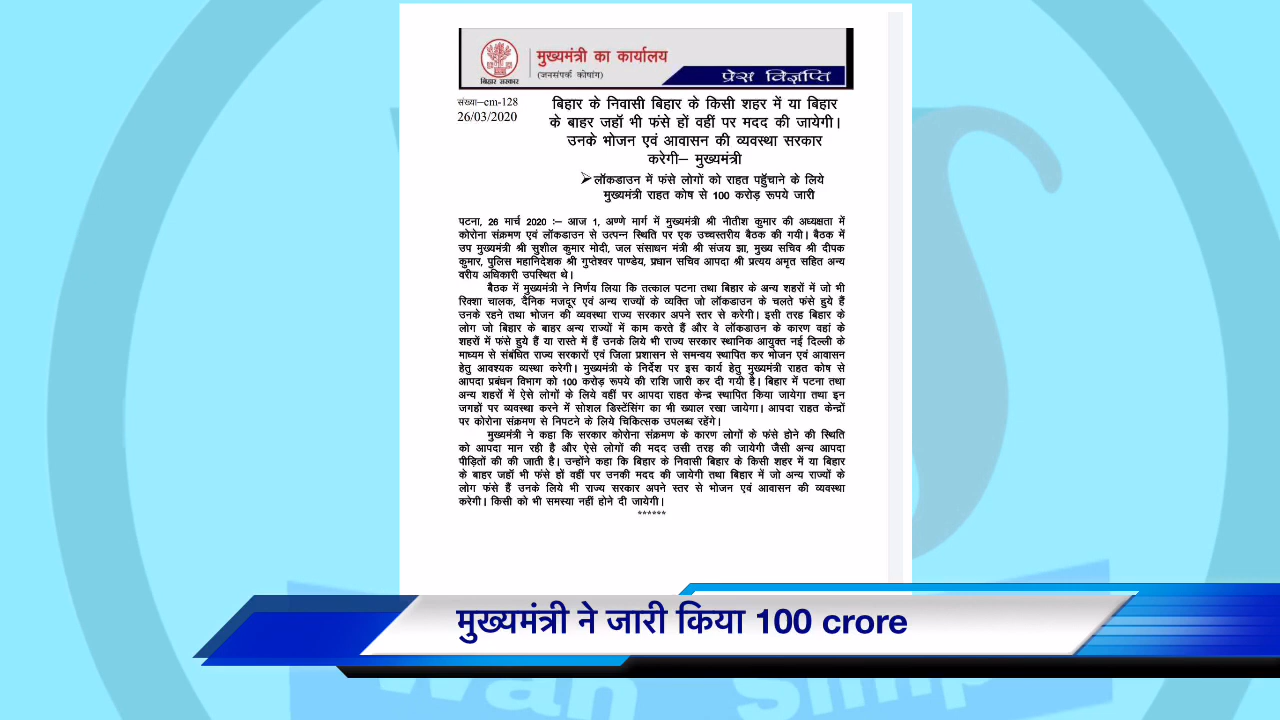 मुख्यमंत्री का कार्यालय
(जनसंपर्क कोषांग)
बिहार सरकार
प्रेस विज्ञप्ति
संख्या–cm-128
26/03/2020
बिहार के निवासी बिहार के किसी शहर में या बिहार
के बाहर जहॉ भी फंसे हों वहीं पर मदद की जायेगी।
उनके भोजन एवं आवासन की व्यवस्था सरकार
करेगी– मुख्यमंत्री
➢लॉकडाउन में फंसे लोगों को राहत पहुॅचाने के लिये
मुख्यमंत्री राहत कोष से 100 करोड़ रूपये जारी
पटना, 26 मार्च 2020 :– आज 1, अण्णे मार्ग में मुख्यमंत्री श्री नीतीश कुमार की अध्यक्षता में
कोरोना संक्रमण एवं लॉकडाउन से उत्पन्न स्थिति पर एक उच्चस्तरीय बैठक की गयी। बैठक में
उप मुख्यमंत्री श्री सुशील कुमार मोदी, जल संसाधन मंत्री श्री संजय झा, मुख्य सचिव श्री दीपक
कुमार, पुलिस महानिदेशक श्री गुप्तेश्वर पाण्डेय, प्रधान सचिव आपदा श्री प्रत्यय अमृत सहित अन्य
वरीय अधिकारी उपस्थित थे।
बैठक में मुख्यमंत्री ने निर्णय लिया कि तत्काल पटना तथा बिहार के अन्य शहरों में जो भी
रिक्शा चालक, दैनिक मजदूर एवं अन्य राज्यों के व्यक्ति जो लॉकडाउन के चलते फंसे हुये हैं
उनके रहने तथा भोजन की व्यवस्था राज्य सरकार अपने स्तर से करेगी। इसी तरह बिहार के
लोग जो बिहार के बाहर अन्य राज्यों में काम करते हैं और वे लॉकडाउन के कारण वहां के
शहरों में फंसे हुये हैं या रास्ते में हैं उनके लिये भी राज्य सरकार स्थानिक आयुक्त नई दिल्ली के
माध्यम से संबंधित राज्य सरकारों एवं जिला प्रशासन से समन्वय स्थापित कर भोजन एवं आवासन
हेतु आवश्यक व्यस्था करेगी। मुख्यमंत्री के निर्देश पर इस कार्य हेतु मुख्यमंत्री राहत कोष से
आपदा प्रबंधन विभाग को 100 करोड़ रूपये की राशि जारी कर दी गयी है। बिहार में पटना तथा
अन्य शहरों में ऐसे लोगों के लिये वहीं पर आपदा राहत केन्द्र स्थापित किया जायेगा तथा इन
जगहों पर व्यवस्था करने में सोशल डिस्टेंसिंग का भी ख्याल रखा जायेगा। आपदा राहत केन्द्रों
पर कोरोना संक्रमण से निपटने के लिये चिकित्सक उपलब्ध रहेंगे।
मुख्यमंत्री ने कहा कि सरकार कोरोना संक्रमण के कारण लोगों के फंसे होने की स्थिति
को आपदा मान रही है और ऐसे लोगों की मदद उसी तरह की जायेगी जैसी अन्य आपदा
पीड़ितों की की जाती है। उन्होंने कहा कि बिहार के निवासी बिहार के किसी शहर में या बिहार
के बाहर जहॉ भी फंसे हों वहीं पर उनकी मदद की जायेगी तथा बिहार में जो अन्य राज्यों के
लोग फंसे हैं उनके लिये भी राज्य सरकार अपने स्तर से भोजन एवं आवासन की व्यवस्था
करेगी। किसी को भी समस्या नहीं होने दी जायेगी।
******
मुख्यमंत्री ने जारी किया 100 crore